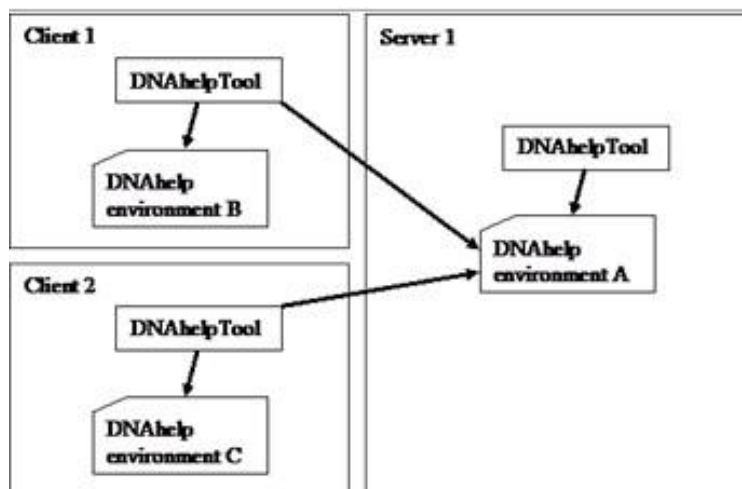 Client 1
DNAhelpTool
DNAhelp
environment B
Server 1
DNAhelpTool
DNAhelp
environment A
Client 2
DNAhelpTool
DNAhelp
environment C